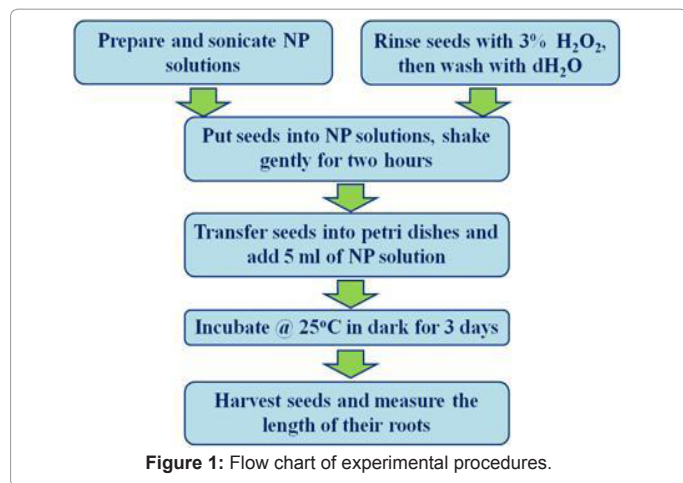 Prepare and sonicate NP
solutions
Rinse seeds with 3% H₂O₂,
then wash with dH₂O
Put seeds into NP solutions, shake
gently for two hours
Transfer seeds into petri dishes and
add 5 ml of NP solution
Incubate @ 25°C in dark for 3 days
Harvest seeds and measure the
length of their roots
Figure 1: Flow chart of experimental procedures.